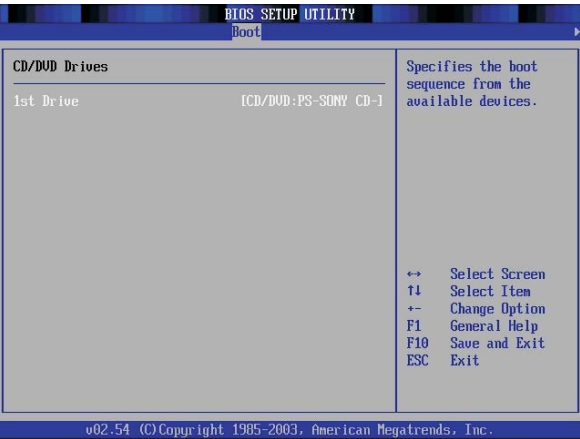 BIOS SETUP UTILITY
Boot
CD/DVD Drives
1st Drive [CD/DVD:PS-SONY CD-]
Specifies the boot
sequence from the
available devices.
↔ Select Screen
↑↓ Select Item
+- Change Option
F1 General Help
F10 Save and Exit
ESC Exit
v02.54 (C)Copyright 1985-2003, American Megatrends, Inc.